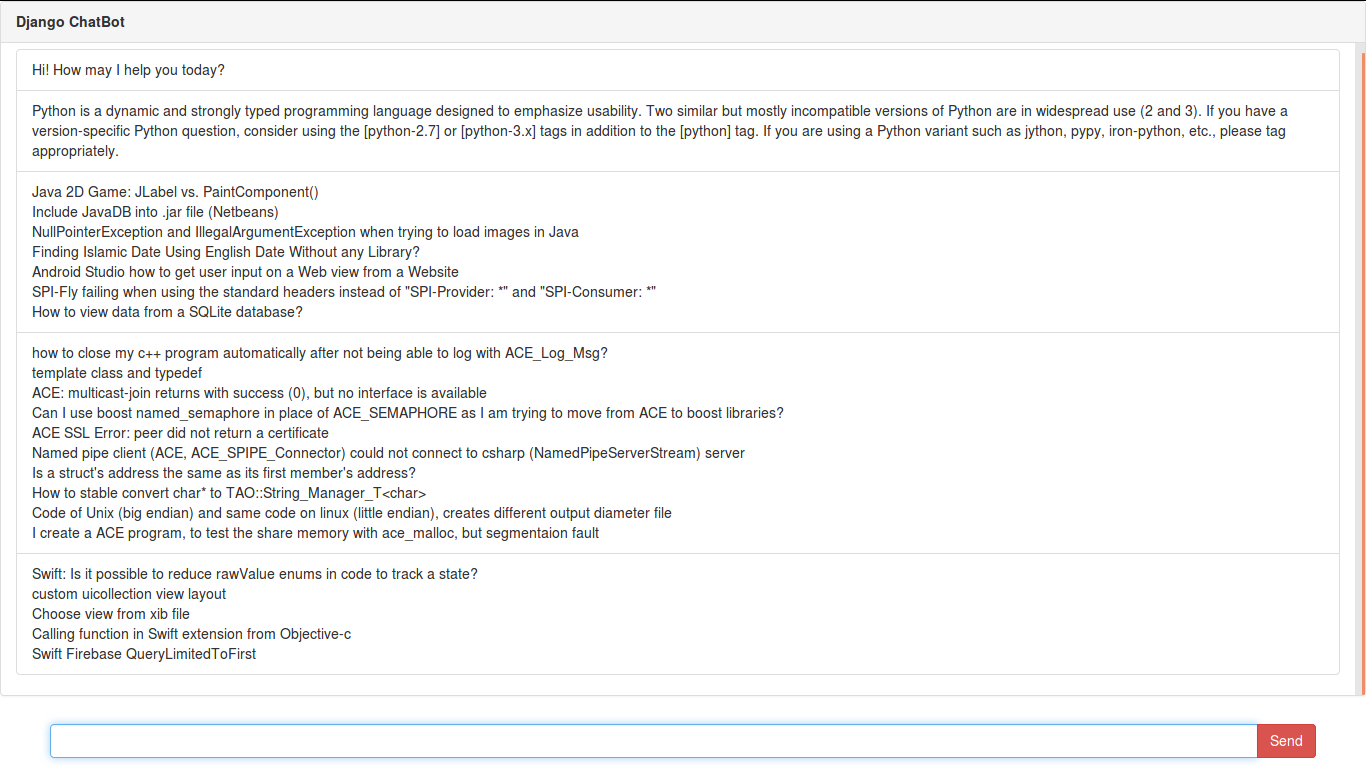 Django ChatBot
Hi! How may I help you today?
Python is a dynamic and strongly typed programming language designed to emphasize usability. Two similar but mostly incompatible versions of Python are in widespread use (2 and 3). If you have a
version-specific Python question, consider using the [python-2.7] or [python-3.x] tags in addition to the [python] tag. If you are using a Python variant such as jython, pypy, iron-python, etc., please tag
appropriately.
Java 2D Game: JLabel vs. PaintComponent()
Include JavaDB into .jar file (Netbeans)
NullPointerException and IllegalArgumentException when trying to load images in Java
Finding Islamic Date Using English Date Without any Library?
Android Studio how to get user input on a Web view from a Website
SPI-Fly failing when using the standard headers instead of "SPI-Provider: *" and "SPI-Consumer: *"
How to view data from a SQLite database?
how to close my c++ program automatically after not being able to log with ACE_Log_Msg?
template class and typedef
ACE: multicast-join returns with success (0), but no interface is available
Can I use boost named_semaphore in place of ACE_SEMAPHORE as I am trying to move from ACE to boost libraries?
ACE SSL Error: peer did not return a certificate
Named pipe client (ACE, ACE_SPIPE_Connector) could not connect to csharp (NamedPipeServerStream) server
Is a struct's address the same as its first member's address?
How to stable convert char* to TAO::String_Manager_T<char>
Code of Unix (big endian) and same code on linux (little endian), creates different output diameter file
I create a ACE program, to test the share memory with ace_malloc, but segmentaion fault
Swift: Is it possible to reduce rawValue enums in code to track a state?
custom uicollection view layout
Choose view from xib file
Calling function in Swift extension from Objective-c
Swift Firebase QueryLimitedToFirst
Send